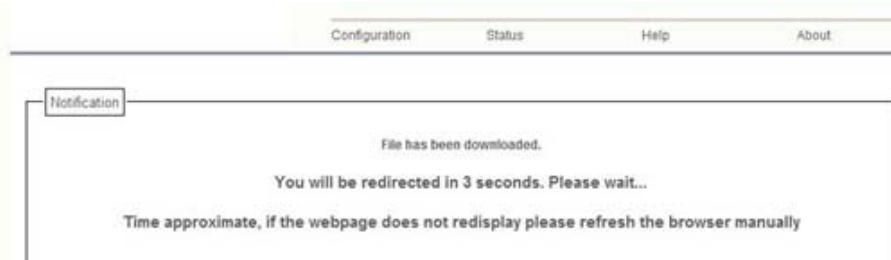 Configuration Status Help About
Notification
File has been downloaded.
You will be redirected in 3 seconds. Please wait...
Time approximate, if the webpage does not redisplay please refresh the browser manually